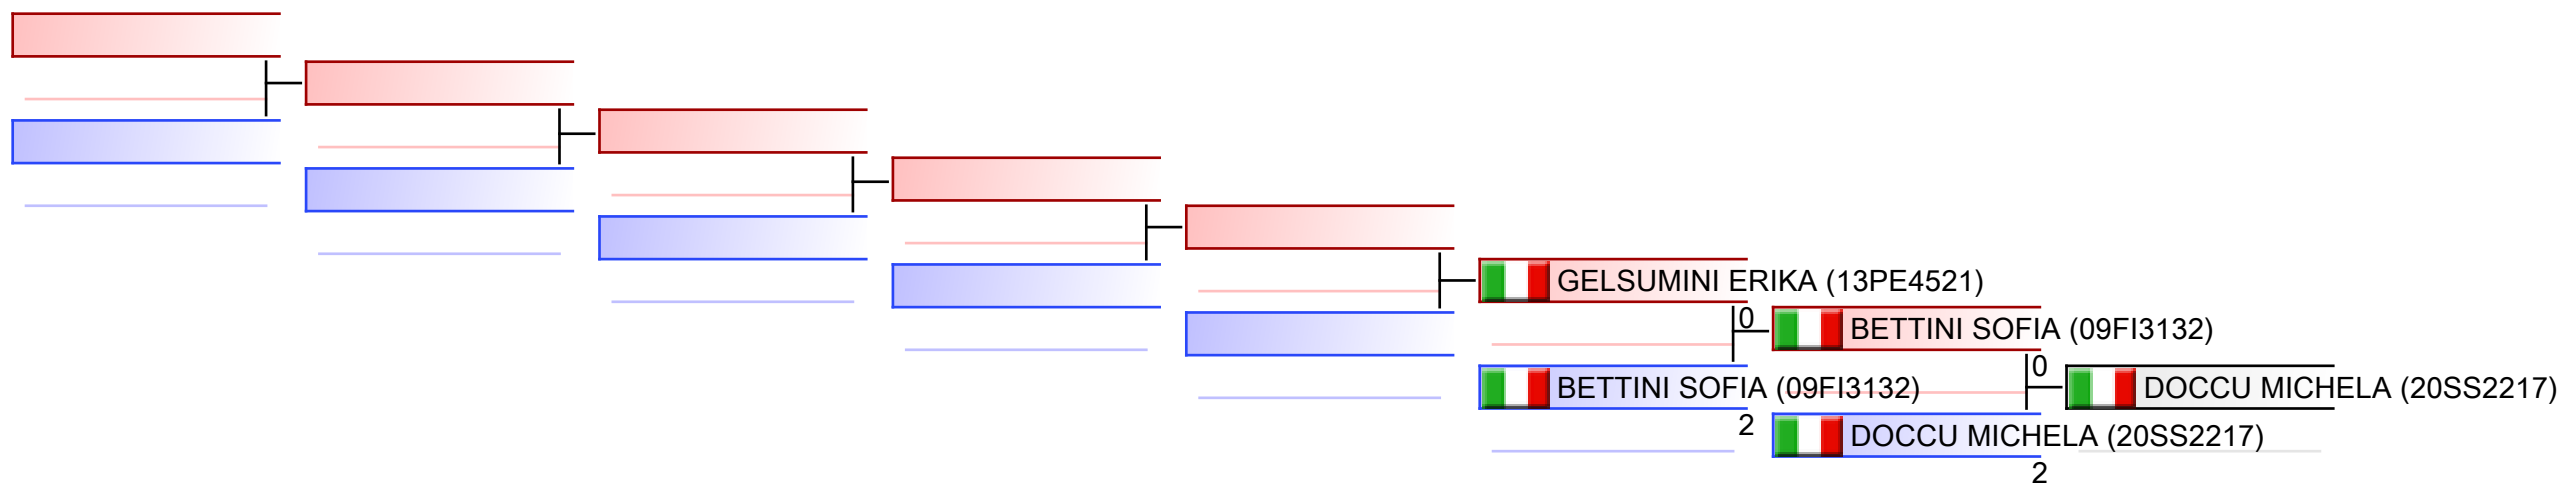 GELSUMINI ERIKA (13PE4521)
0
BETTINI SOFIA (09FI3132)
2
BETTINI SOFIA (09FI3132)
0
DOCCU MICHELA (20SS2217)
2
DOCCU MICHELA (20SS2217)